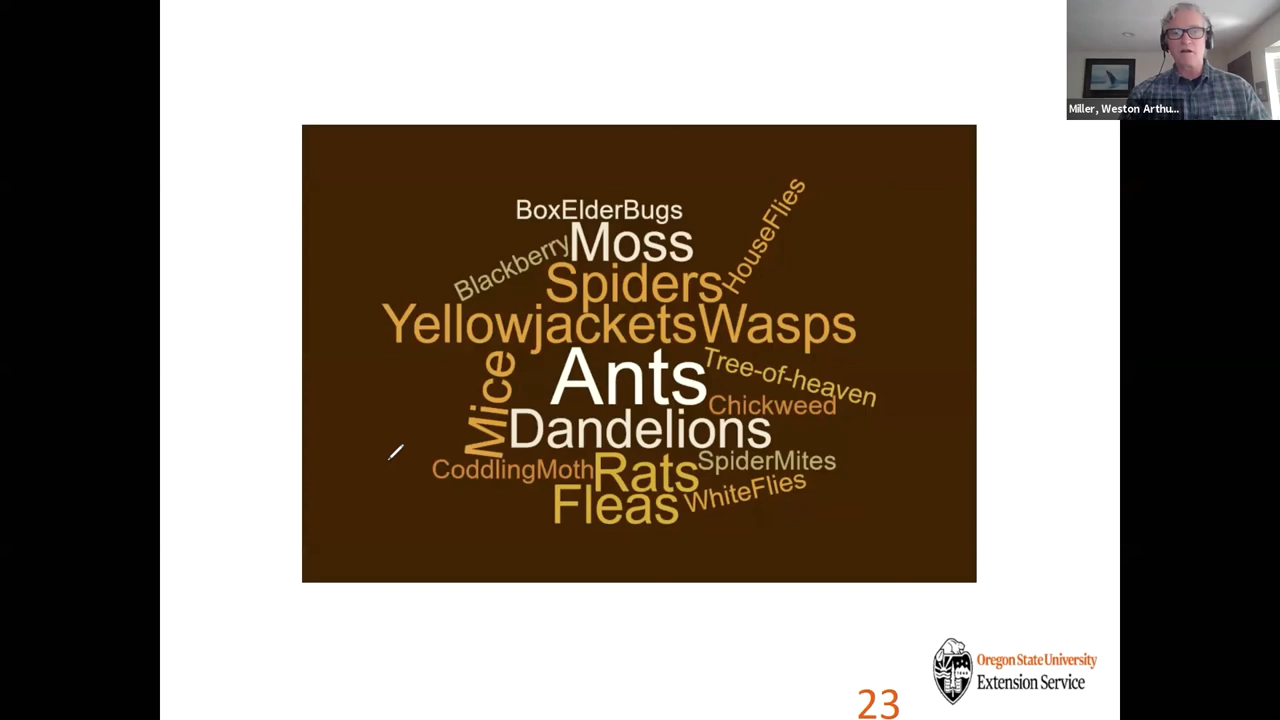 Miller, Weston Arthu...
BoxElderBugs
HouseFlies
Blackberry
Moss
Spiders
YellowjacketsWasps
Mice
Ants
Tree-of-heaven
Chickweed
Dandelions
CoddlingMoth
Rats
SpiderMites
Fleas
WhiteFlies
Oregon State University
Extension Service
23